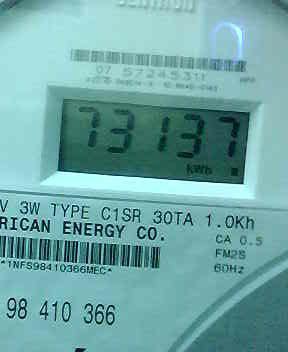 CENTRON
07 57245311
73137
kWh
V 3W TYPE C1SR 30TA 1.0Kh
RICAN ENERGY CO.
CA 0.5
FM2S
60Hz
*1NFS98410366MEC*
98 410 366